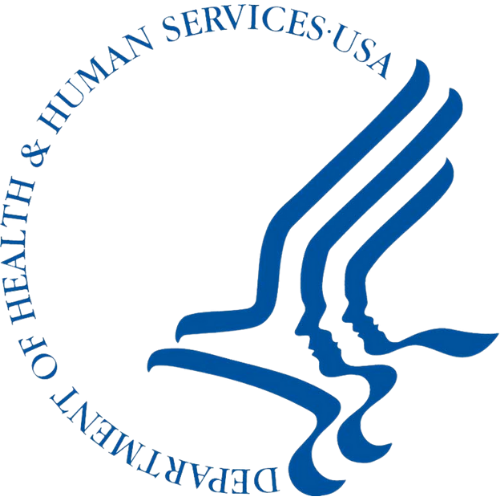 DEPARTMENT OF HEALTH & HUMAN SERVICES·USA